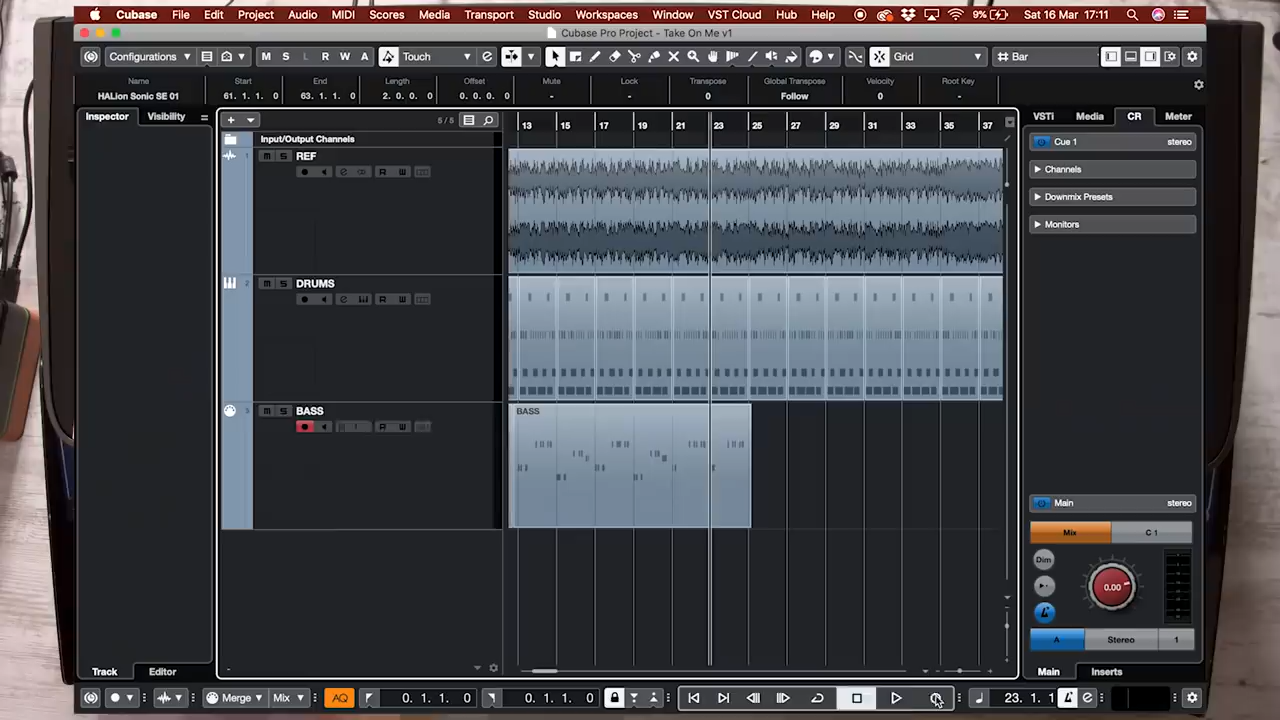 Cubase File Edit Project Audio MIDI Scores Media Transport Studio Workspaces Window VST Cloud Hub Help 9% Sat 16 Mar 17:11
Cubase Pro Project - Take On Me v1
Configurations M S L R W A Touch Grid Bar
Name Start End Length Offset Mute Lock Transpose Global Transpose Velocity Root Key
HALion Sonic SE 01 61. 1. 1. 0 63. 1. 1. 0 2. 0. 0. 0 0. 0. 0. 0 - - 0 Follow 0 -
Inspector Visibility 5 / 5 VSTi Media CR Meter
13 15 17 19 21 23 25 27 29 31 33 35 37
Input/Output Channels
Cue 1 stereo
1 M S REF
R W
Channels
Downmix Presets
Monitors
2 M S DRUMS
R W
3 M S BASS
R W
BASS
Main stereo
Mix C 1
Dim
0.00
A Stereo 1
Track Editor Main Inserts
Merge Mix AQ 0. 1. 1. 0 0. 1. 1. 0 23. 1. 1